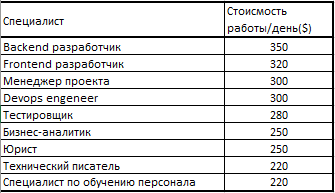 Специалист Стоисмость
работы/день($)
Backend разработчик 350
Frontend разработчик 320
Менеджер проекта 300
Devops engeneer 300
Тестировщик 280
Бизнес-аналитик 250
Юрист 250
Технический писатель 220
Специалист по обучению персонала 220